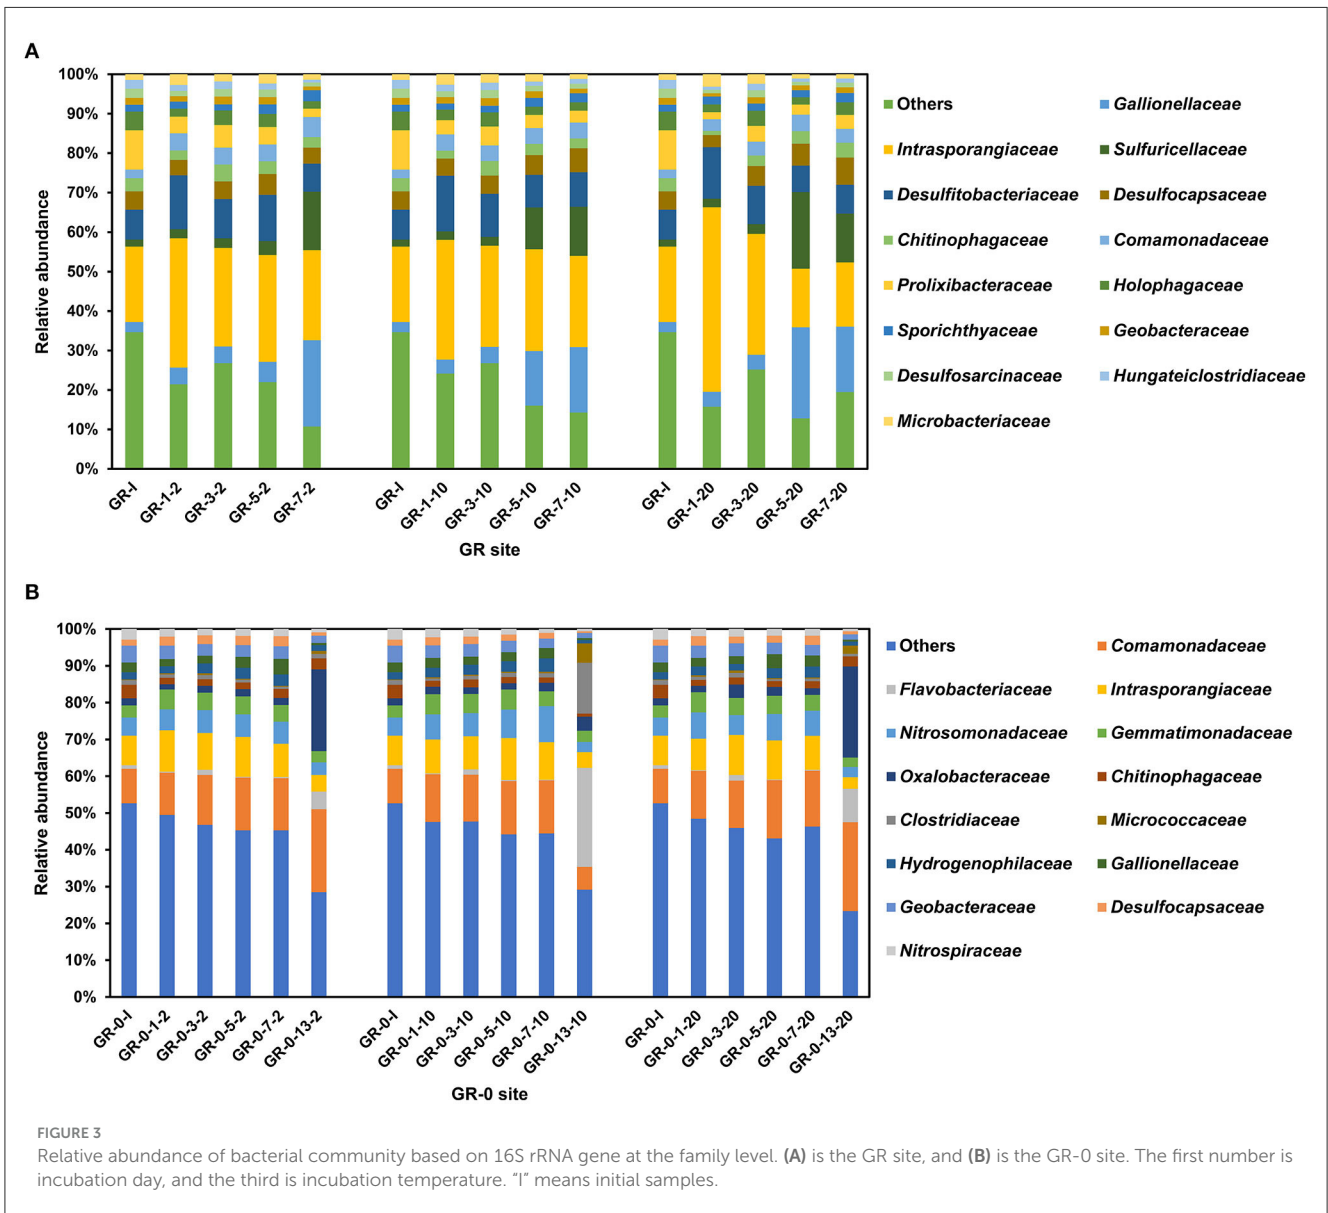 A
100%
90%
80%
70%
60%
50%
40%
30%
20%
10%
0%
Relative abundance
GR-I
GR-1-2
GR-3-2
GR-5-2
GR-7-2
GR-I
GR-1-10
GR-3-10
GR-5-10
GR-7-10
GR-I
GR-1-20
GR-3-20
GR-5-20
GR-7-20
GR site
Others Gallionellaceae
Intrasporangiaceae Sulfuricellaceae
Desulfitobacteriaceae Desulfocapsaceae
Chitinophagaceae Comamonadaceae
Prolixibacteraceae Holophagaceae
Sporichthyaceae Geobacteraceae
Desulfosarcinaceae Hungateiclostridiaceae
Microbacteriaceae
B
100%
90%
80%
70%
60%
50%
40%
30%
20%
10%
0%
Relative abundance
GR-0-I
GR-0-1-2
GR-0-3-2
GR-0-5-2
GR-0-7-2
GR-0-13-2
GR-0-I
GR-0-1-10
GR-0-3-10
GR-0-5-10
GR-0-7-10
GR-0-13-10
GR-0-I
GR-0-1-20
GR-0-3-20
GR-0-5-20
GR-0-7-20
GR-0-13-20
GR-0 site
Others Comamonadaceae
Flavobacteriaceae Intrasporangiaceae
Nitrosomonadaceae Gemmatimonadaceae
Oxalobacteraceae Chitinophagaceae
Clostridiaceae Micrococcaceae
Hydrogenophilaceae Gallionellaceae
Geobacteraceae Desulfocapsaceae
Nitrospiraceae
FIGURE 3
Relative abundance of bacterial community based on 16S rRNA gene at the family level. (A) is the GR site, and (B) is the GR-0 site. The first number is
incubation day, and the third is incubation temperature. "I" means initial samples.